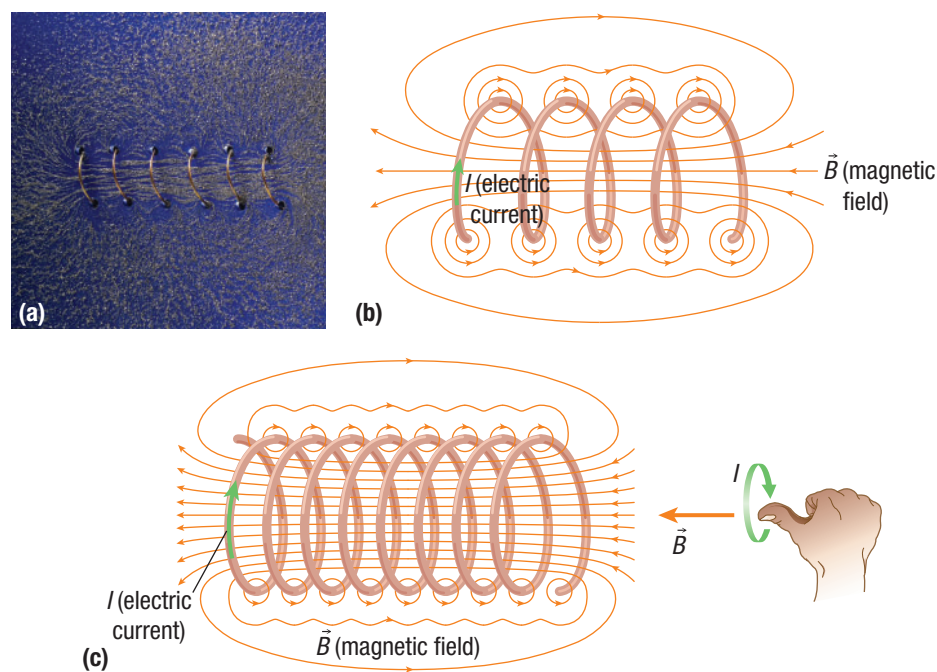 (a)
I (electric
current)
B⃗ (magnetic
field)
(b)
I (electric
current)
B⃗ (magnetic field)
(c)
I
B⃗